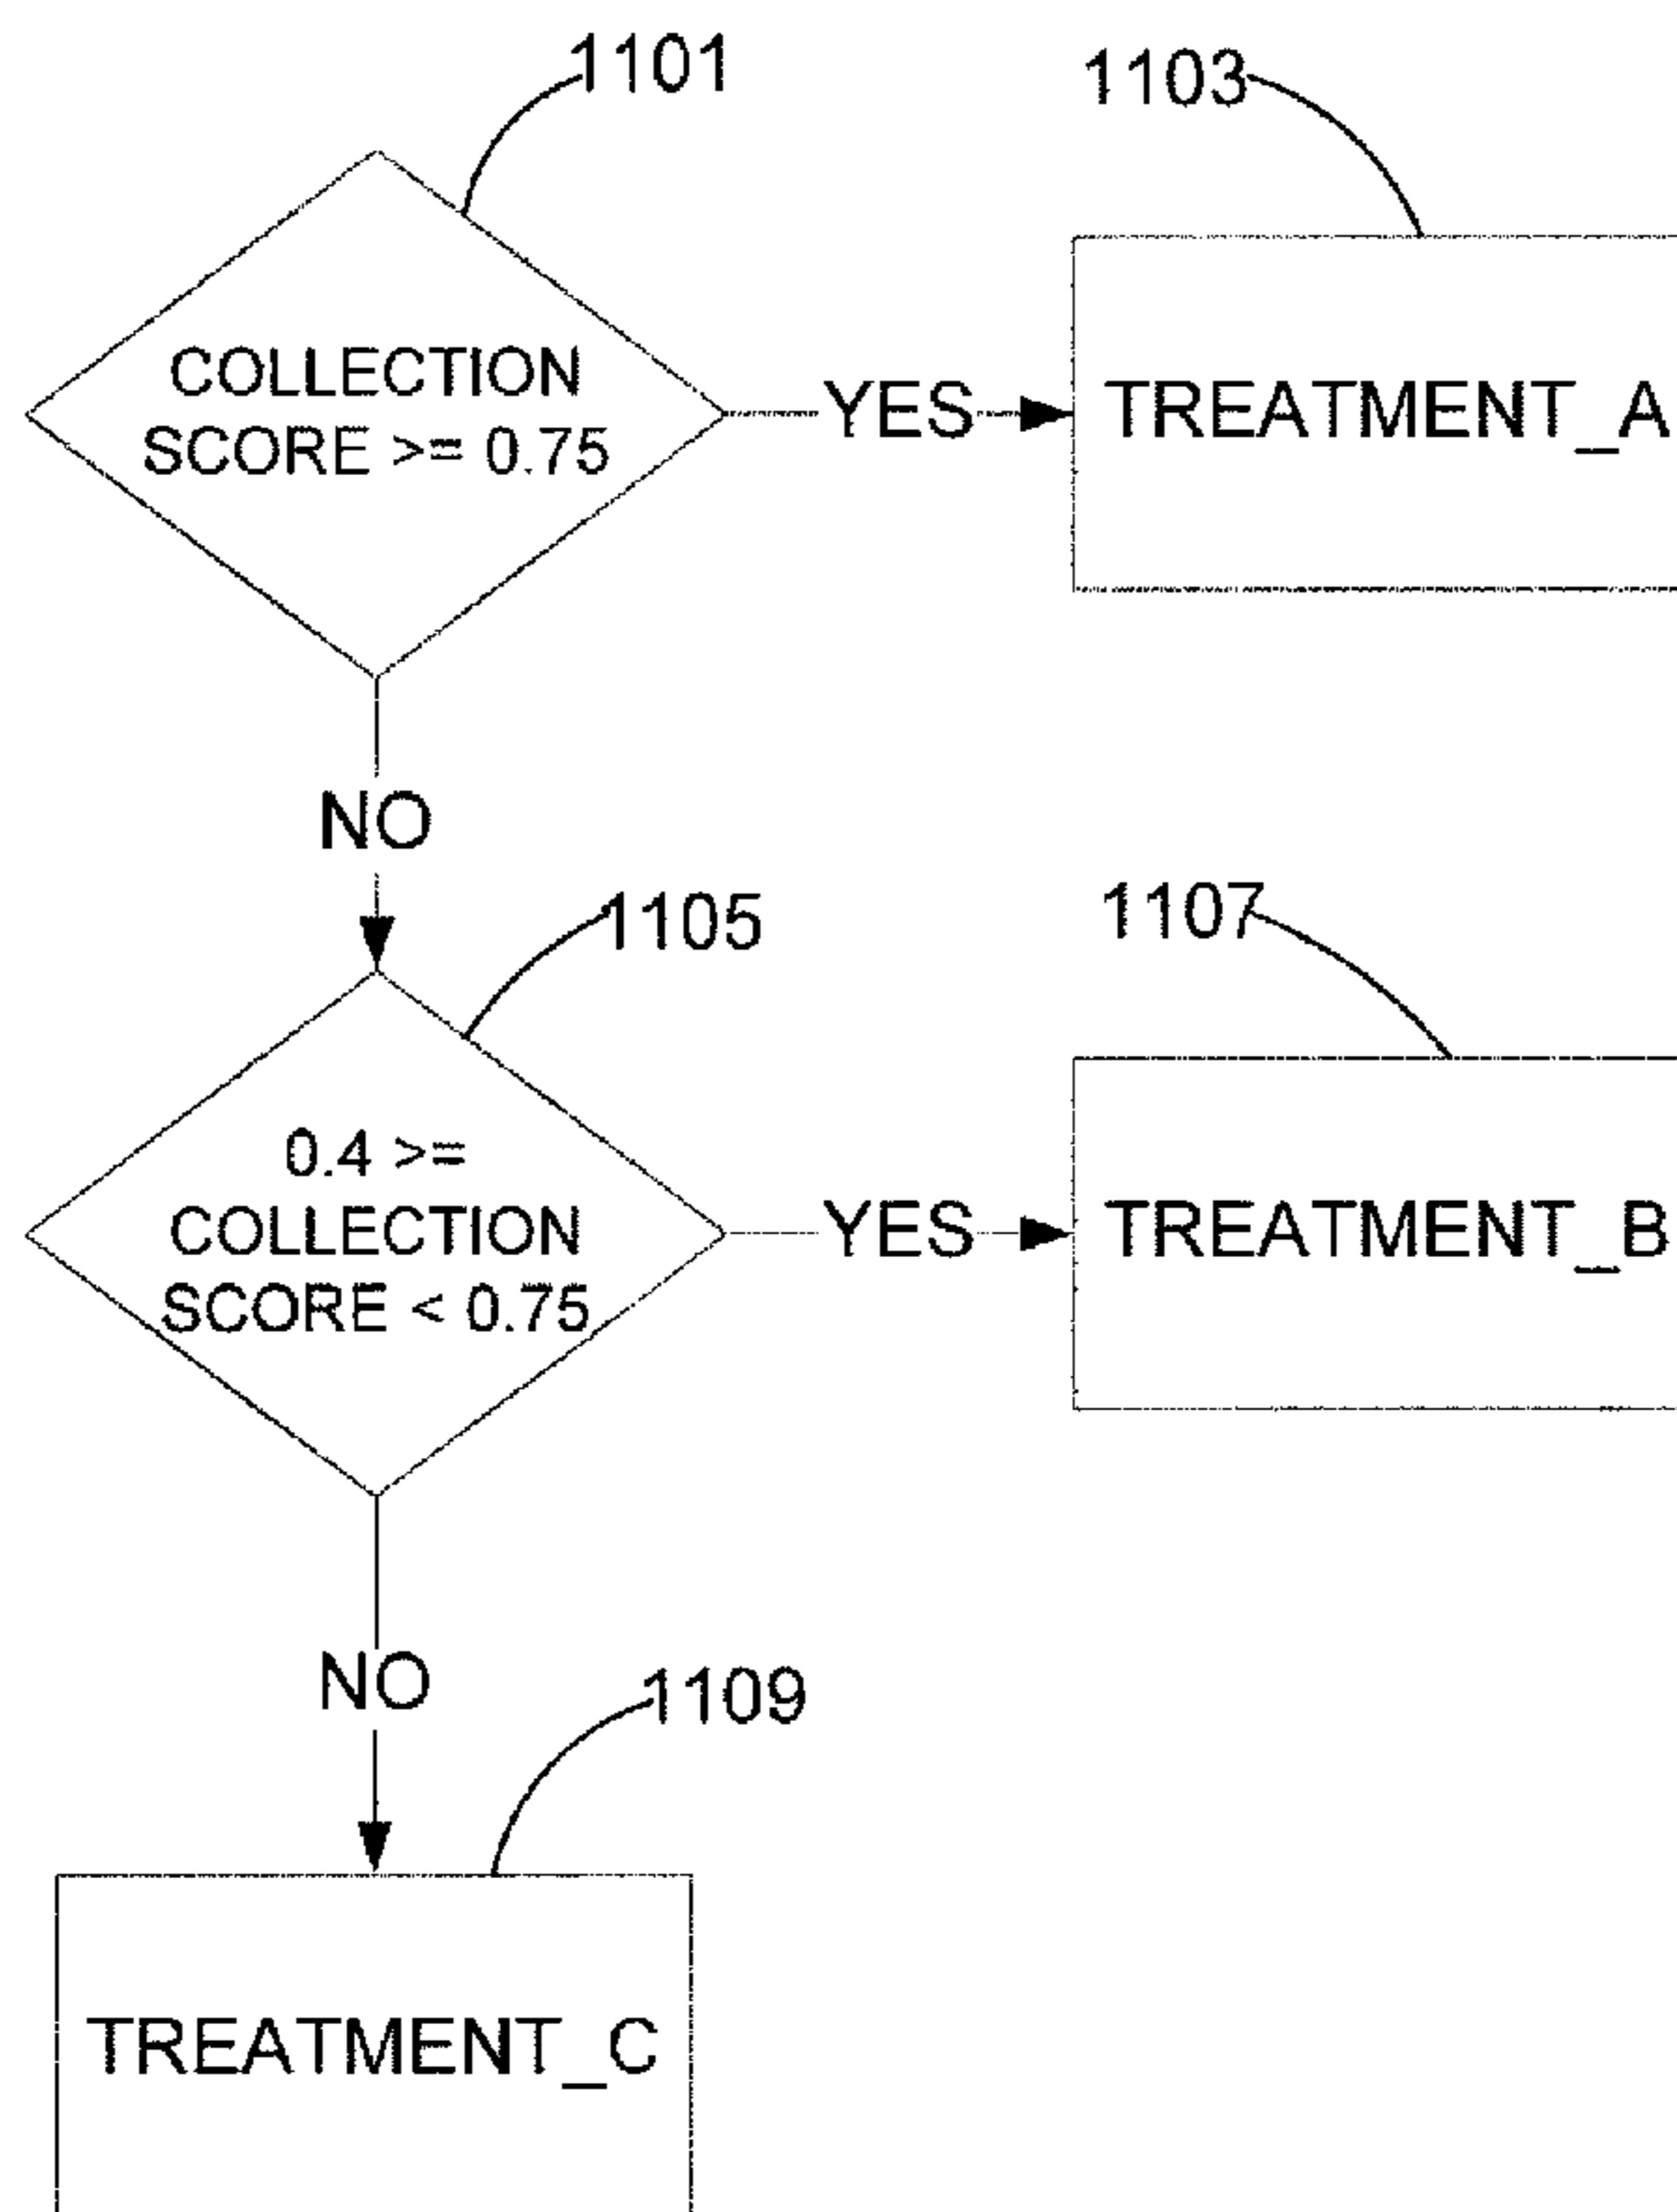 1101
1103
COLLECTION
SCORE >= 0.75
YES
TREATMENT_A
NO
1105
1107
0.4 >=
COLLECTION
SCORE < 0.75
YES
TREATMENT_B
NO
1109
TREATMENT_C